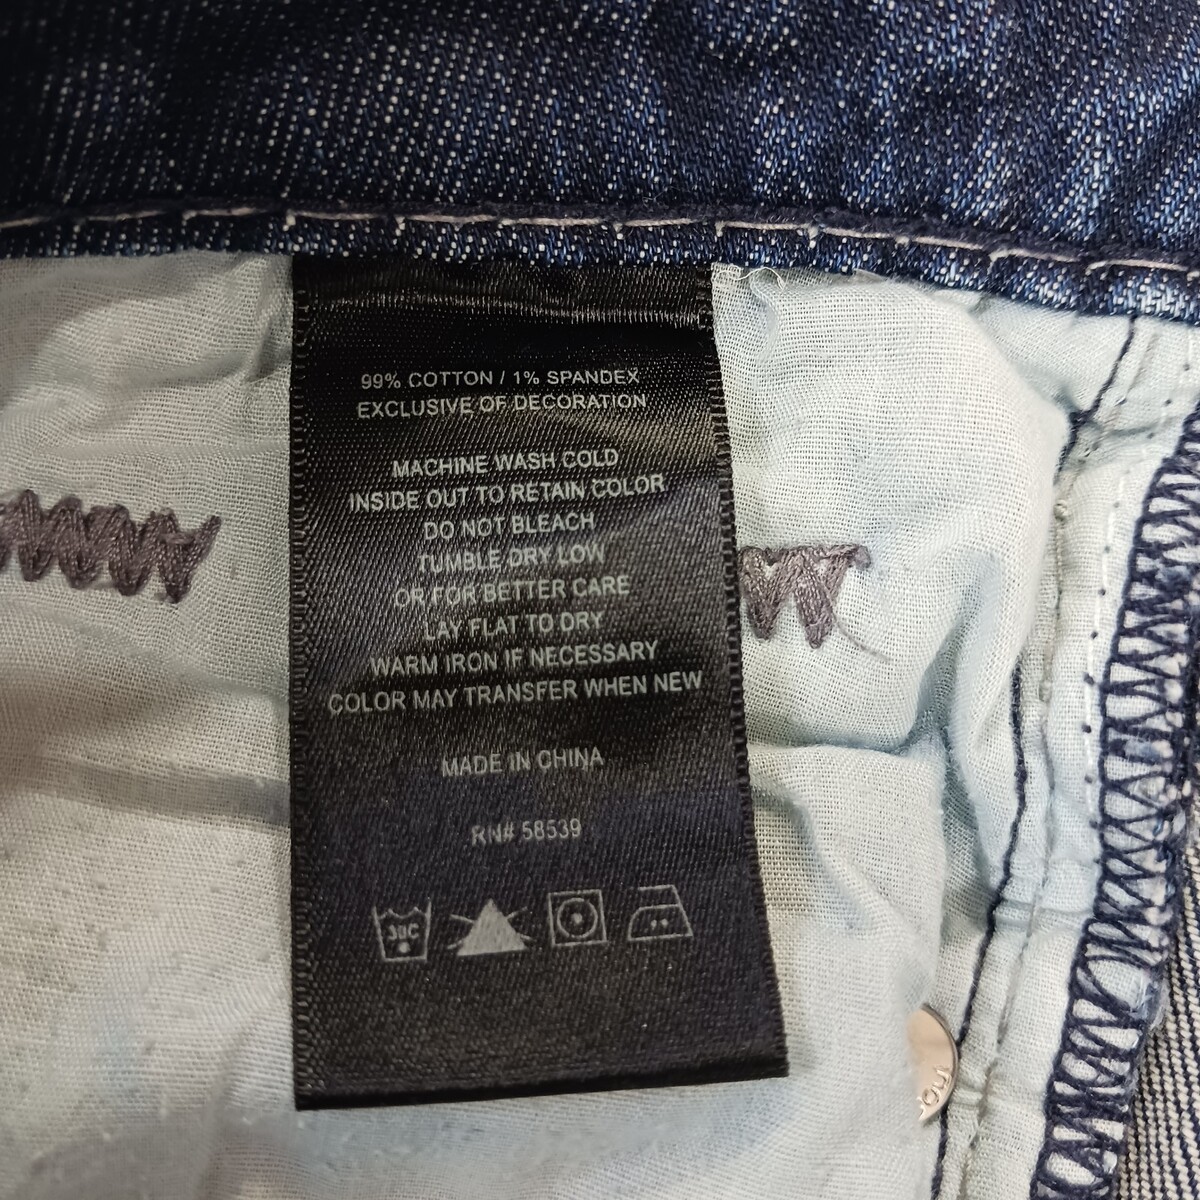 99% COTTON / 1% SPANDEX
EXCLUSIVE OF DECORATION
MACHINE WASH COLD
INSIDE OUT TO RETAIN COLOR
DO NOT BLEACH
TUMBLE DRY LOW
OR FOR BETTER CARE
LAY FLAT TO DRY
WARM IRON IF NECESSARY
COLOR MAY TRANSFER WHEN NEW
MADE IN CHINA
RN# 58539
30C